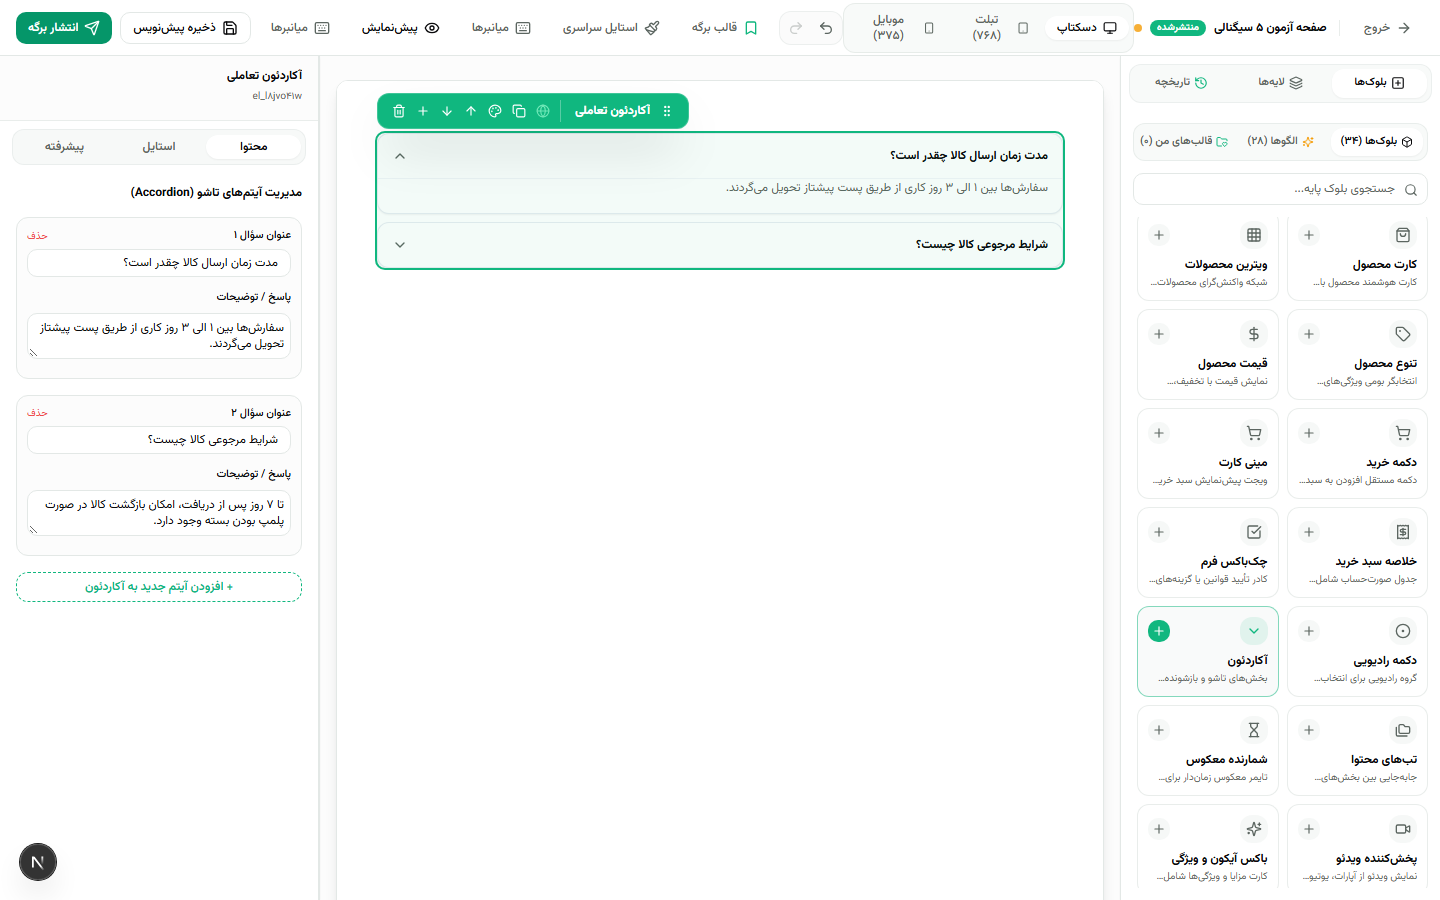 خروج
صفحه آزمون ۵ سیگنالی
منتشرشده
دسکتاپ
تبلت
(۷۶۸)
موبایل
(۳۷۵)
قالب برگه
استایل سراسری
میانبرها
پیش‌نمایش
میانبرها
ذخیره پیش‌نویس
انتشار برگه
بلوک‌ها
لایه‌ها
تاریخچه
بلوک‌ها (۳۴)
الگوها (۲۸)
قالب‌های من (۰)
جستجوی بلوک پایه...
کارت محصول
کارت هوشمند محصول با...
ویترین محصولات
شبکه واکنش‌گرای محصولات...
تنوع محصول
انتخابگر بومی ویژگی‌های...
قیمت محصول
نمایش قیمت با تخفیف،...
دکمه خرید
دکمه مستقل افزودن به سبد...
مینی کارت
ویجت پیش‌نمایش سبد خرید...
خلاصه سبد خرید
جدول صورت‌حساب شامل...
چک‌باکس فرم
کادر تأیید قوانین یا گزینه‌های...
دکمه رادیویی
گروه رادیویی برای انتخاب...
آکاردئون
بخش‌های تاشو و بازشونده...
تب‌های محتوا
جابه‌جایی بین بخش‌های...
شمارنده معکوس
تایمر معکوس زمان‌دار برای...
پخش‌کننده ویدئو
نمایش ویدئو از آپارات، یوتیو...
باکس آیکون و ویژگی
کارت مزایا و ویژگی‌ها شامل...
آکاردئون تعاملی
مدت زمان ارسال کالا چقدر است؟
سفارش‌ها بین ۱ الی ۳ روز کاری از طریق پست پیشتاز تحویل می‌گردند.
شرایط مرجوعی کالا چیست؟
آکاردئون تعاملی
el_l۸jvo۴۱w
محتوا
استایل
پیشرفته
مدیریت آیتم‌های تاشو (Accordion)
عنوان سؤال ۱
حذف
مدت زمان ارسال کالا چقدر است؟
پاسخ / توضیحات
سفارش‌ها بین ۱ الی ۳ روز کاری از طریق پست پیشتاز
تحویل می‌گردند.
عنوان سؤال ۲
حذف
شرایط مرجوعی کالا چیست؟
پاسخ / توضیحات
تا ۷ روز پس از دریافت، امکان بازگشت کالا در صورت
پلمپ بودن بسته وجود دارد.
+ افزودن آیتم جدید به آکاردئون
N